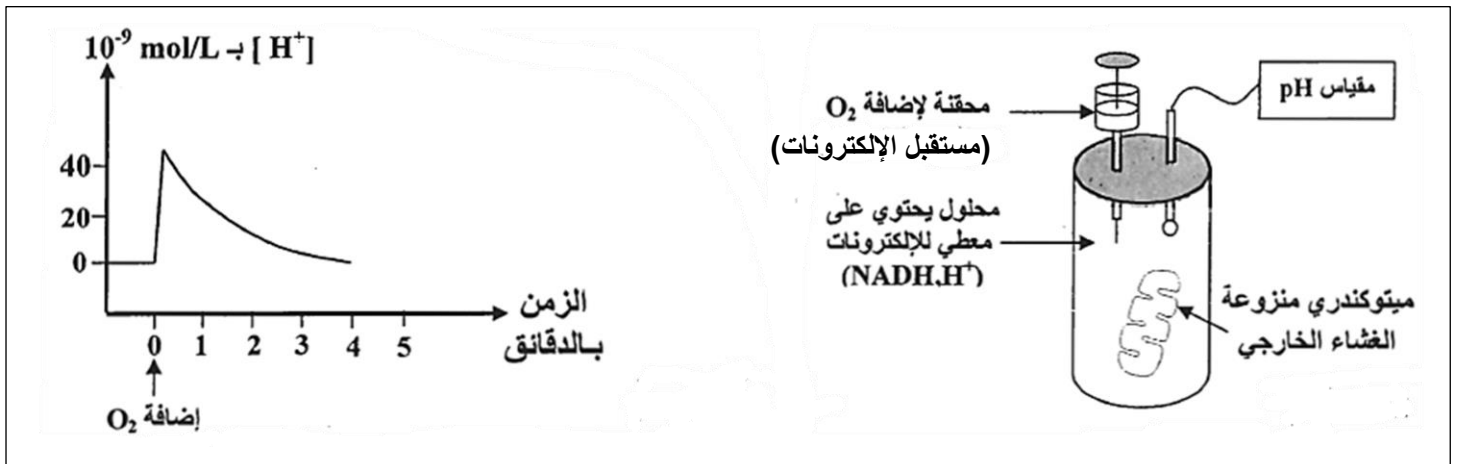 [ H⁺] بـ 10⁻⁹ mol/L
40
20
0
0 1 2 3 4 5
الزمن
بالدقائق
إضافة O₂
مقياس pH
محقنة لإضافة O₂
(مستقبل الإلكترونات)
محلول يحتوي على
معطي للإلكترونات
(NADH,H⁺)
ميتوكندري منزوعة
الغشاء الخارجي